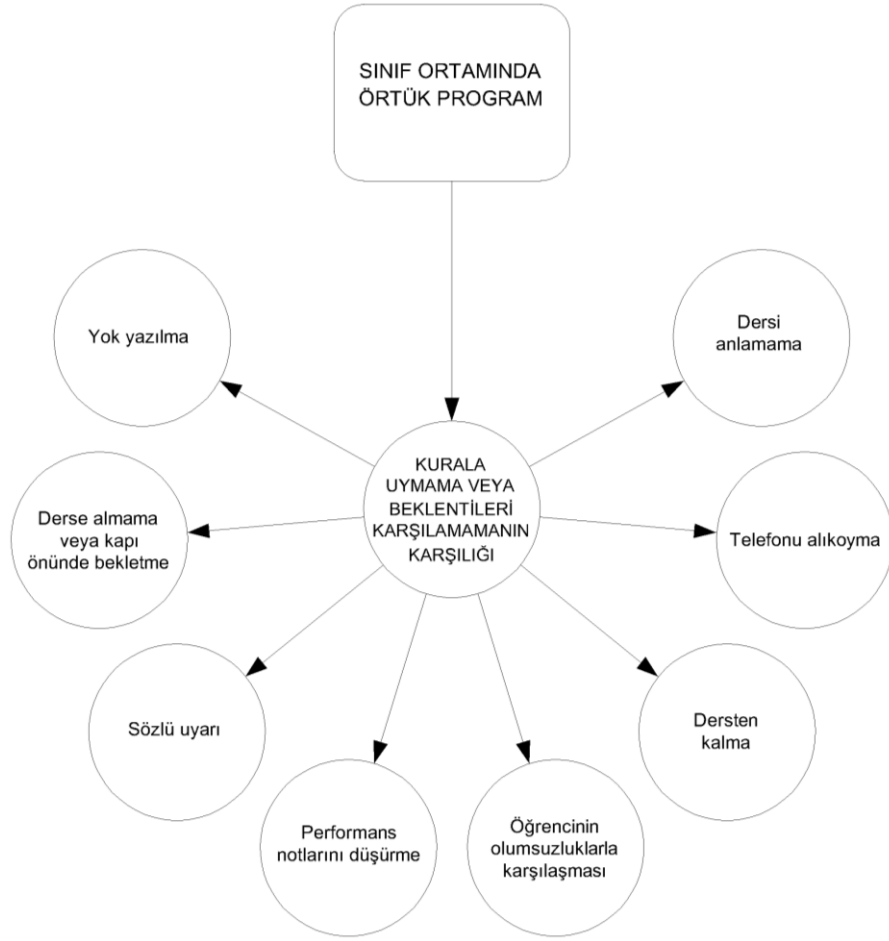 SINIF ORTAMINDA
ÖRTÜK PROGRAM
Yok yazılma
Dersi
anlamama
KURALA
UYMAMA VEYA
BEKLENTİLERİ
KARŞILAMAMANIN
KARŞILIĞI
Derse almama
veya kapı
önünde bekletme
Telefonu alıkoyma
Sözlü uyarı
Dersten
kalma
Performans
notlarını düşürme
Öğrencinin
olumsuzluklarla
karşılaşması